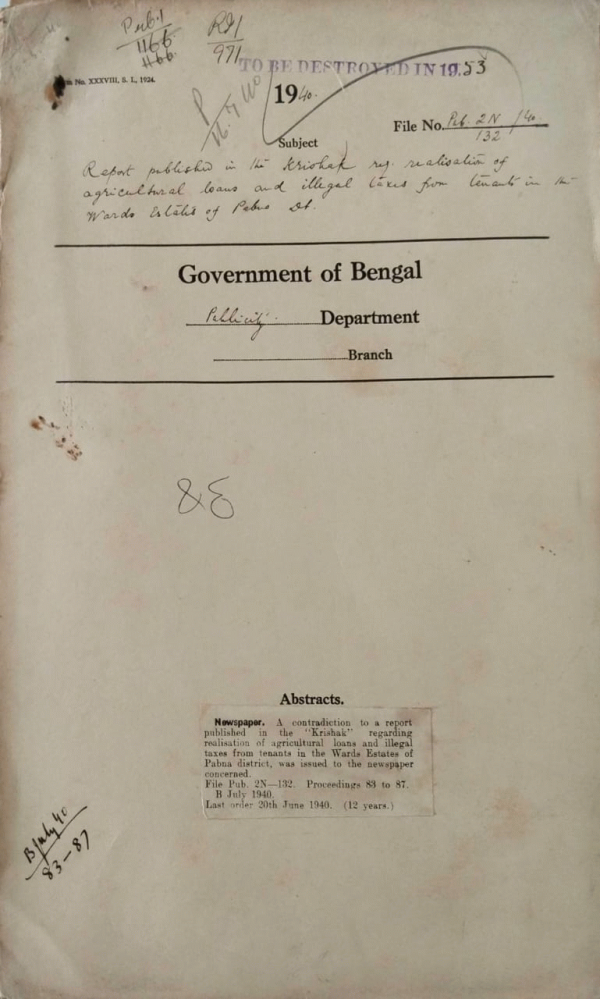 Pub. 1
1166
1166
RI/
971
TO BE DESTROYED IN 1953
No. XXXVIII, S. I., 1924.
1940.
File No. Pub. 2N/40
132
Subject
Report published in the Krishak reg. realisation of
agricultural loans and illegal taxes from tenants in the
Wards Estates of Pabna Dt.
Government of Bengal
Publicity Department
Branch
Abstracts.
Newspaper. A contradiction to a report
published in the "Krishak" regarding
realisation of agricultural loans and illegal
taxes from tenants in the Wards Estates of
Pabna district, was issued to the newspaper
concerned.
File Pub. 2N—132. Proceedings 83 to 87.
B July 1940.
Last order 20th June 1940. (12 years.)
B July 40
83-87